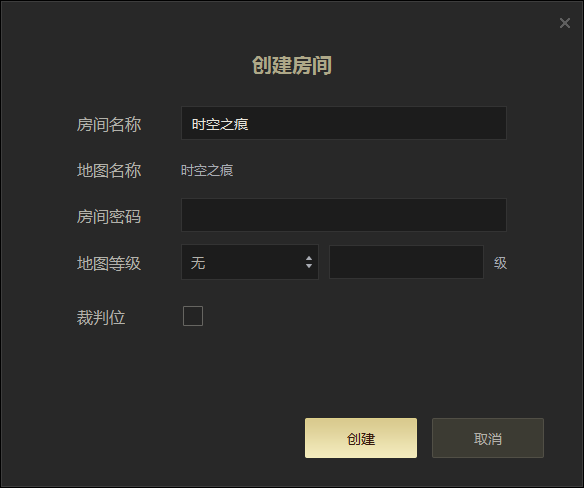 创建房间
房间名称 时空之痕
地图名称 时空之痕
房间密码
地图等级 无 级
裁判位
创建 取消